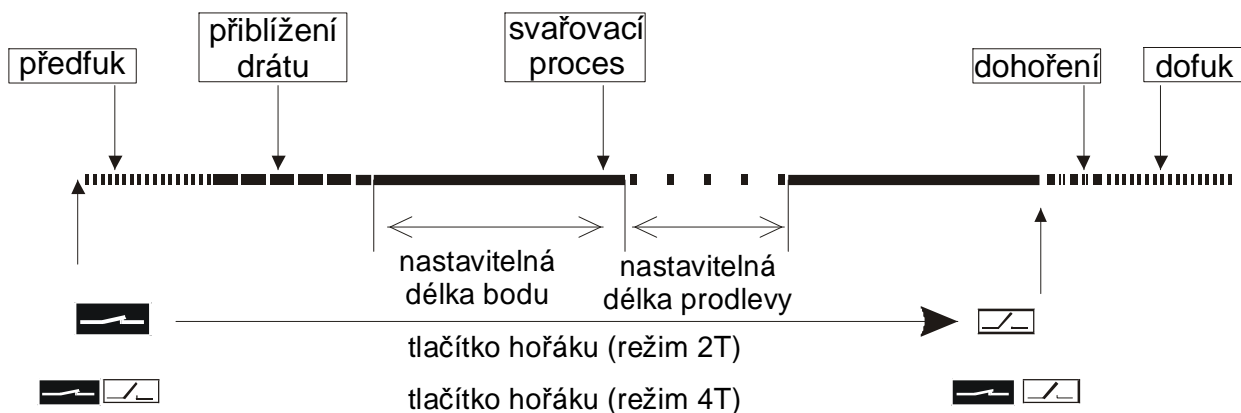 předfuk
přiblížení
drátu
svařovací
proces
dohoření
dofuk
nastavitelná
délka bodu
nastavitelná
délka prodlevy
tlačítko hořáku (režim 2T)
tlačítko hořáku (režim 4T)